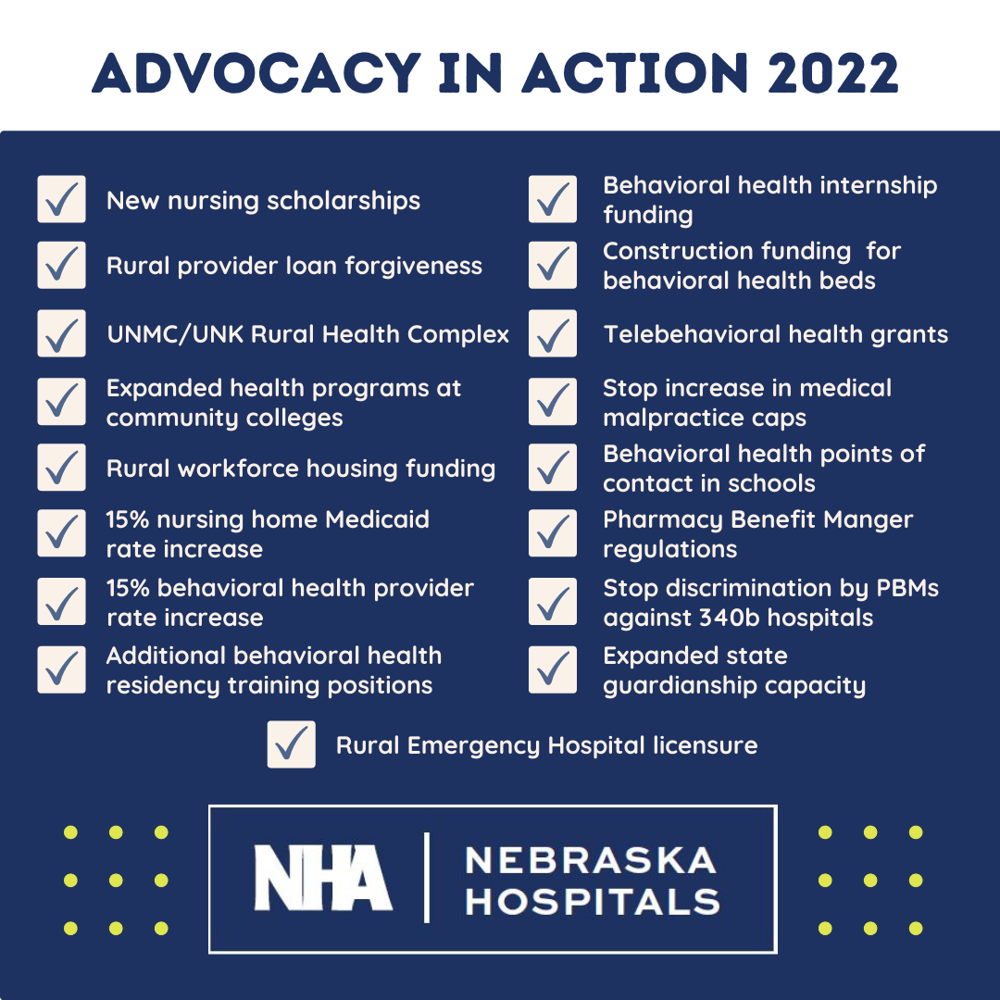 ADVOCACY IN ACTION 2022
New nursing scholarships
Rural provider loan forgiveness
UNMC/UNK Rural Health Complex
Expanded health programs at
community colleges
Rural workforce housing funding
15% nursing home Medicaid
rate increase
15% behavioral health provider
rate increase
Additional behavioral health
residency training positions
Behavioral health internship
funding
Construction funding  for
behavioral health beds
Telebehavioral health grants
Stop increase in medical
malpractice caps
Behavioral health points of
contact in schools
Pharmacy Benefit Manger
regulations
Stop discrimination by PBMs
against 340b hospitals
Expanded state
guardianship capacity
Rural Emergency Hospital licensure
NHA
NEBRASKA
HOSPITALS